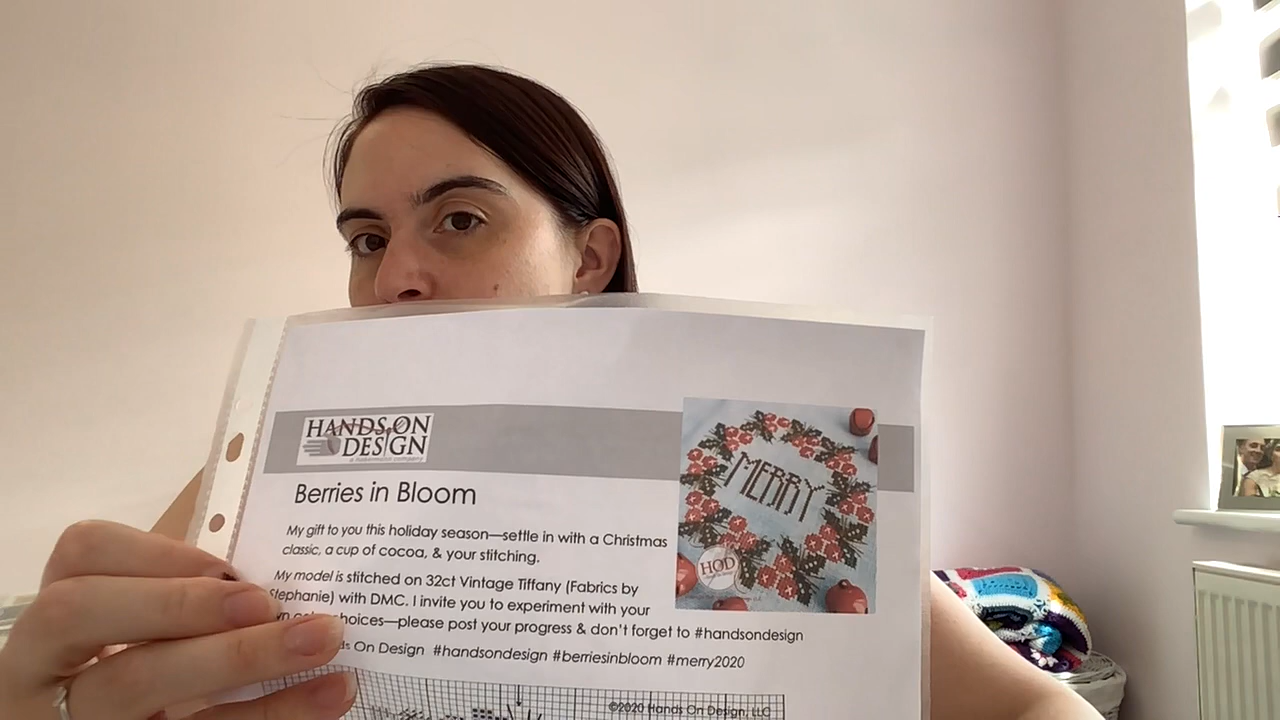 HANDS ON
DESIGN
a habermann company
Berries in Bloom
My gift to you this holiday season—settle in with a Christmas
classic, a cup of cocoa, & your stitching.
My model is stitched on 32ct Vintage Tiffany (Fabrics by
Stephanie) with DMC. I invite you to experiment with your
choices—please post your progress & don't forget to #handsondesign
On Design #handsondesign #berriesinbloom #merry2020
MERRY
HOD
©2020 Hands On Design, LLC